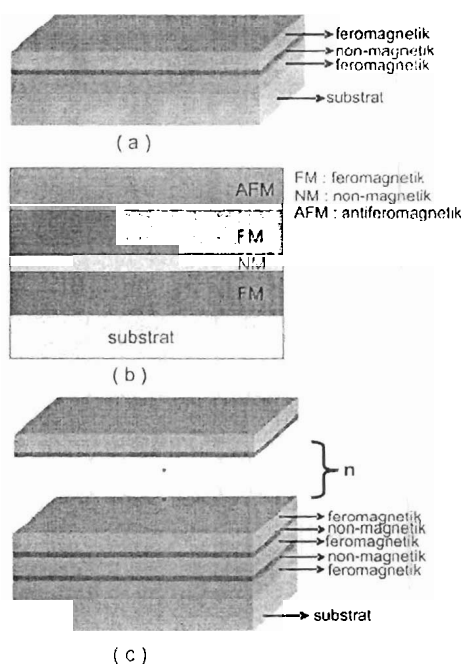 feromagnetik
non-magnetik
feromagnetik
substrat
( a )
AFM
FM : feromagnetik
NM : non-magnetik
AFM : antiferomagnetik
FM
NM
FM
substrat
( b )
n
feromagnetik
non-magnetik
feromagnetik
non-magnetik
feromagnetik
substrat
( c )